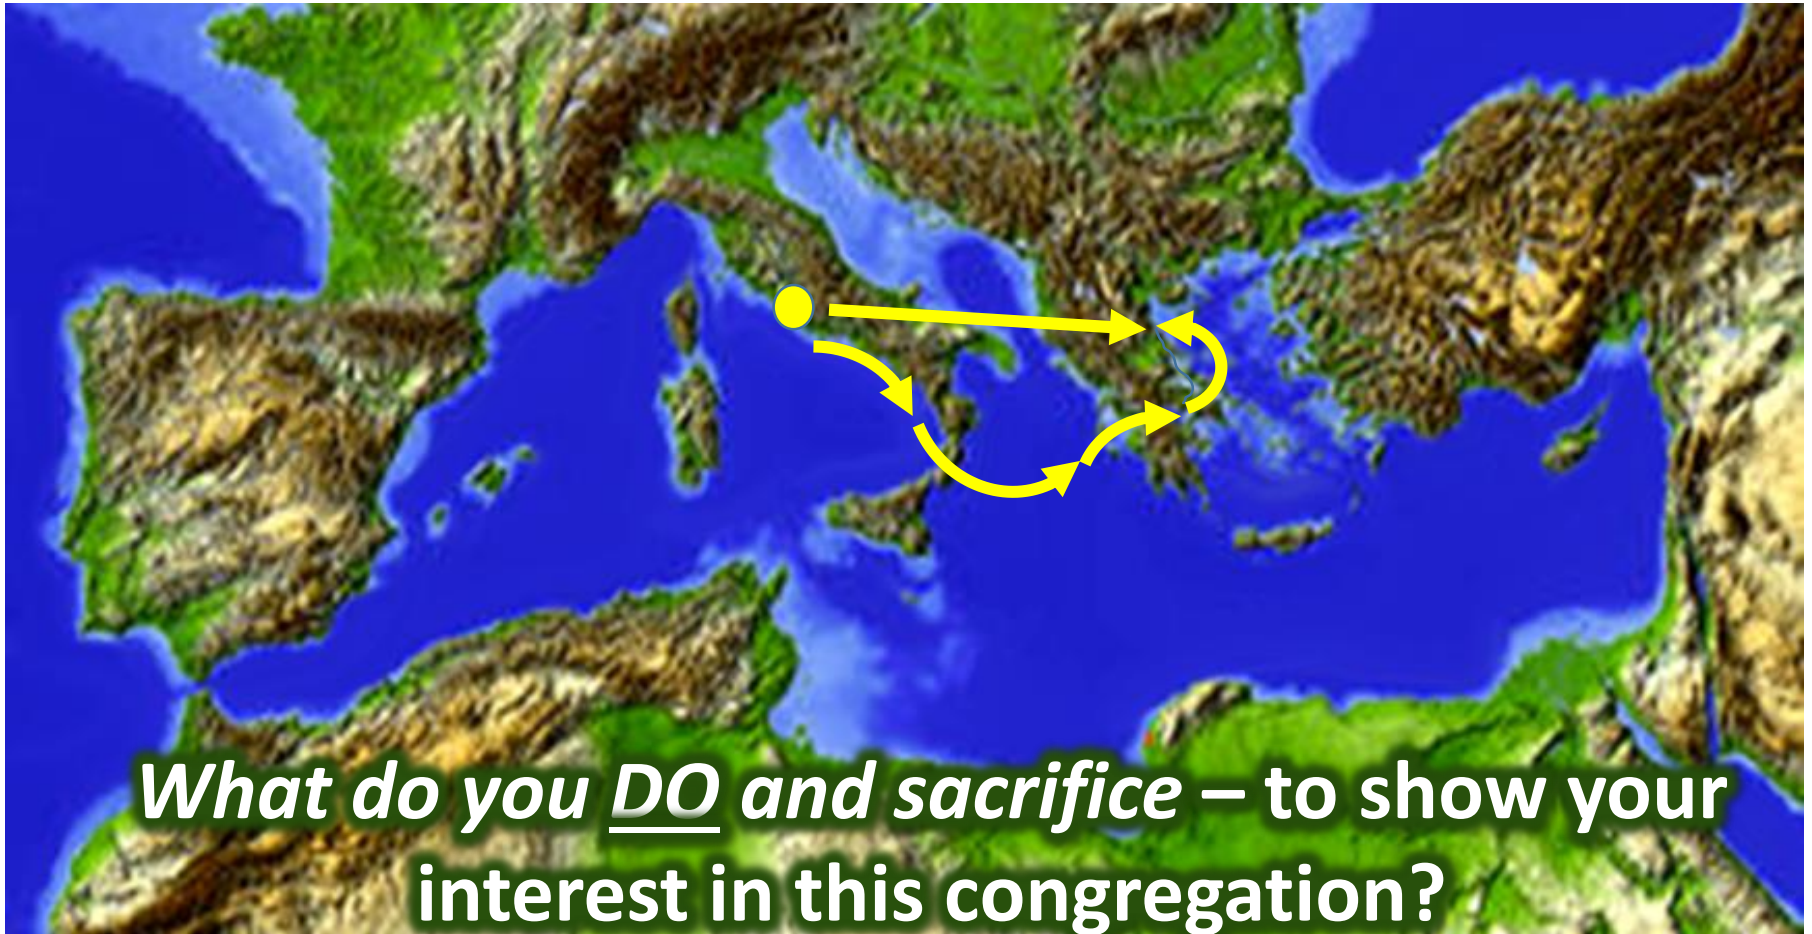 What do you DO and sacrifice – to show your
interest in this congregation?